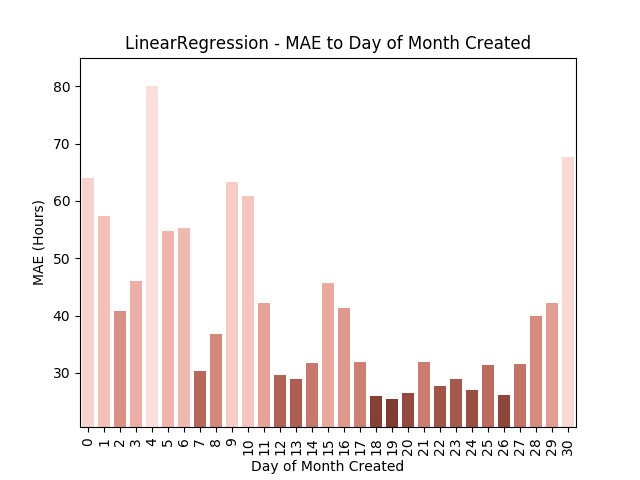 LinearRegression - MAE to Day of Month Created
80
70
60
50
40
30
MAE (Hours)
0 1 2 3 4 5 6 7 8 9 10 11 12 13 14 15 16 17 18 19 20 21 22 23 24 25 26 27 28 29 30
Day of Month Created